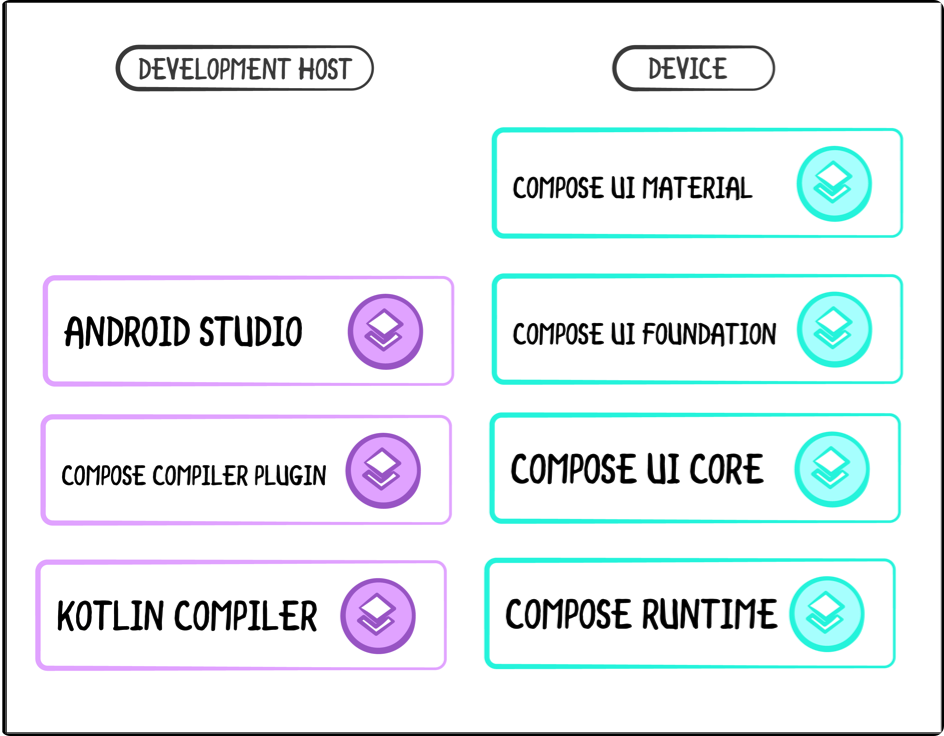 DEVELOPMENT HOST
DEVICE
COMPOSE UI MATERIAL
ANDROID STUDIO
COMPOSE UI FOUNDATION
COMPOSE COMPILER PLUGIN
COMPOSE UI CORE
KOTLIN COMPILER
COMPOSE RUNTIME